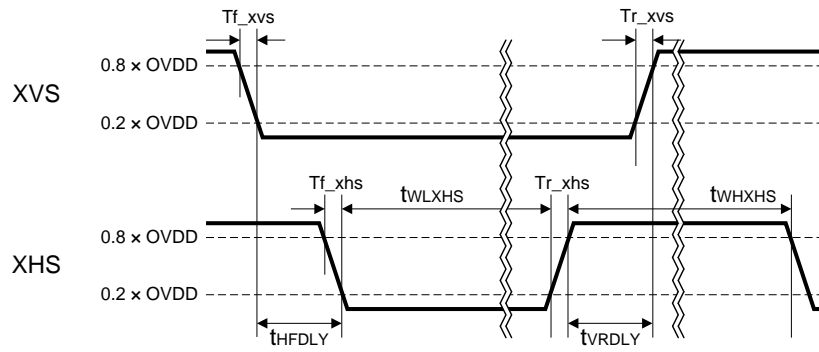 Tf_xvs
Tr_xvs
0.8 × OVDD
XVS
0.2 × OVDD
Tf_xhs
tWLXHS
Tr_xhs
tWHXHS
0.8 × OVDD
XHS
0.2 × OVDD
tHFDLY
tVRDLY